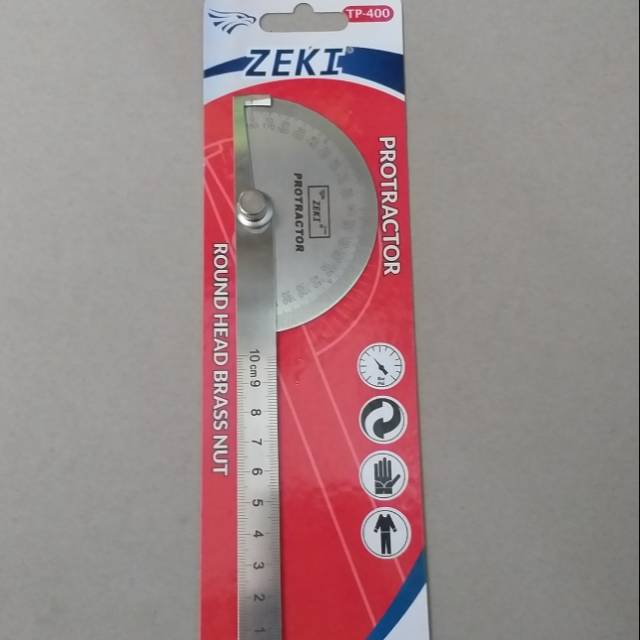 TP-400
ZEKI®
PROTRACTOR
ZEKI
PROTRACTOR
ROUND HEAD BRASS NUT
10 cm 9
8
7
6
5
4
3
2
1